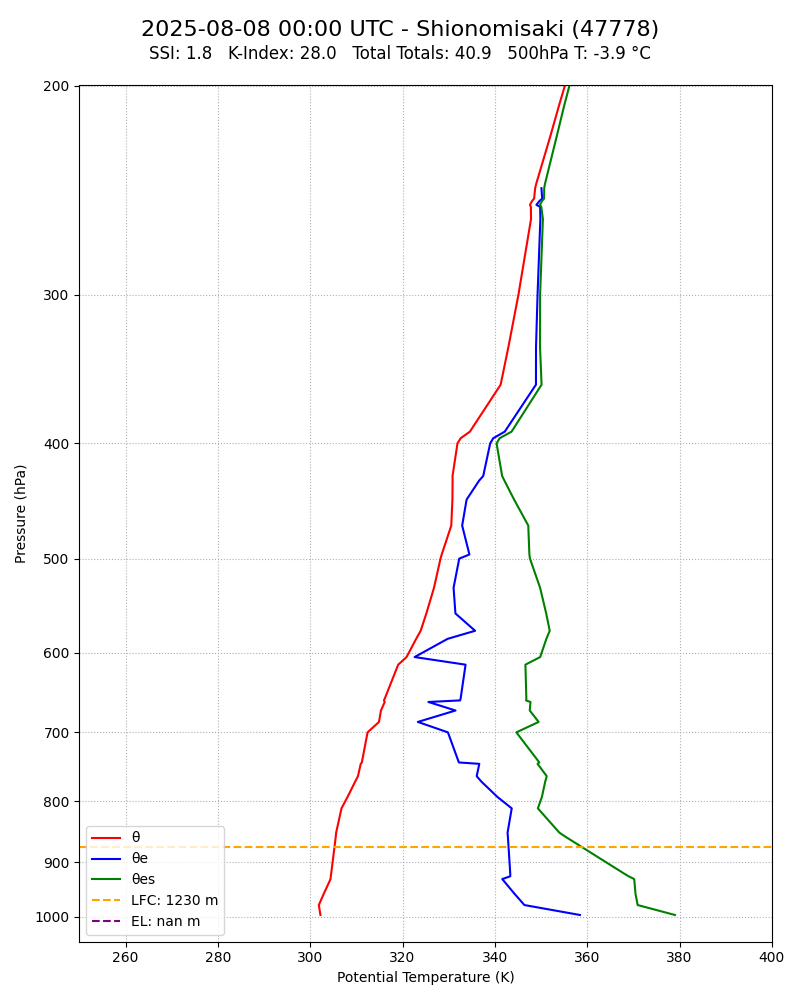 2025-08-08 00:00 UTC - Shionomisaki (47778)
SSI: 1.8   K-Index: 28.0   Total Totals: 40.9   500hPa T: -3.9 °C
200
300
400
500
600
700
800
900
1000
Pressure (hPa)
θ
θe
θes
LFC: 1230 m
EL: nan m
260
280
300
320
340
360
380
400
Potential Temperature (K)